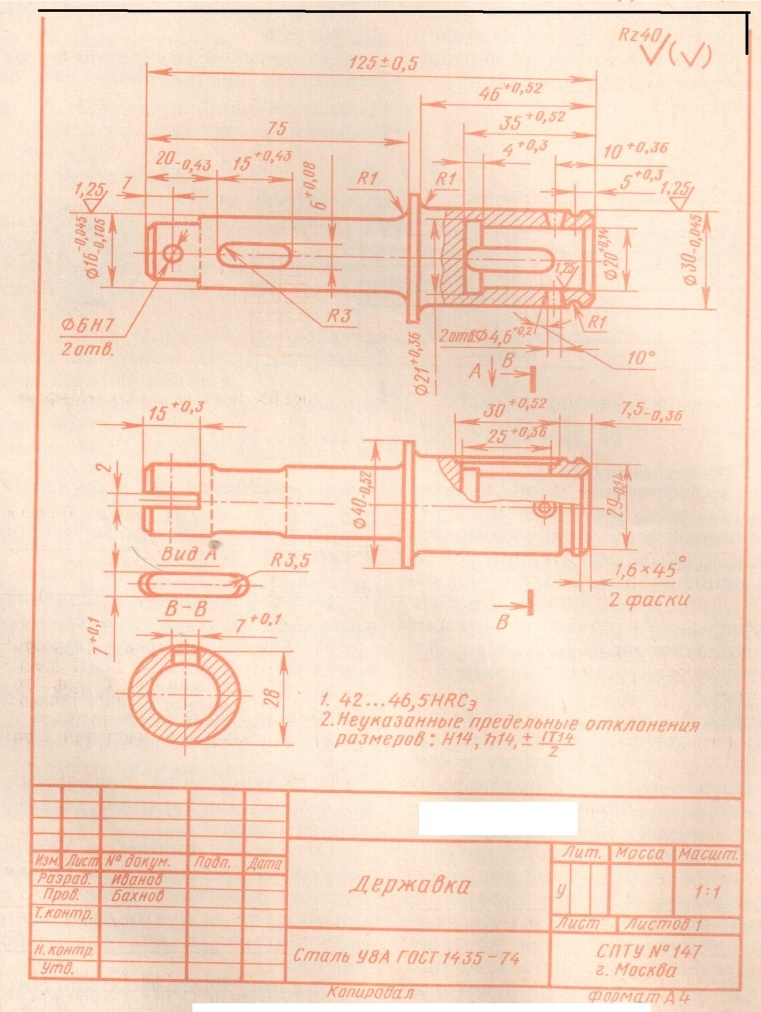 Rz40 √(√)
125±0,5
46+0,52
35+0,52
75
4+0,3
10+0,36
20-0,43
15+0,43
6+0,08
R1
R1
5+0,3
1,25
7
1,25
Ø16-0,045-0,105
Ø20+0,14
Ø30-0,045
1,25
Ø6H7
2отв.
R3
Ø21+0,36
2отв.Ø4,6+0,21
R1
10°
А
В
15+0,3
30+0,52
7,5-0,36
25+0,36
2
Ø40-0,52
29-0,14
Вид А
R3,5
1,6×45°
2 фаски
В-В
7+0,1
7+0,1
В
28
1. 42...46,5HRCэ
2. Неуказанные предельные отклонения
размеров: H14, h14, ± IT14/2
Изм. Лист № докум. Подп. Дата
Разраб. Иванов
Пров. Бахнов
Т.контр.
Н.контр.
Утв.
Державка
Лит. Масса Масшт.
У 1:1
Лист Листов 1
Сталь У8А ГОСТ 1435-74
СПТУ № 147
г. Москва
Копировал Формат А4